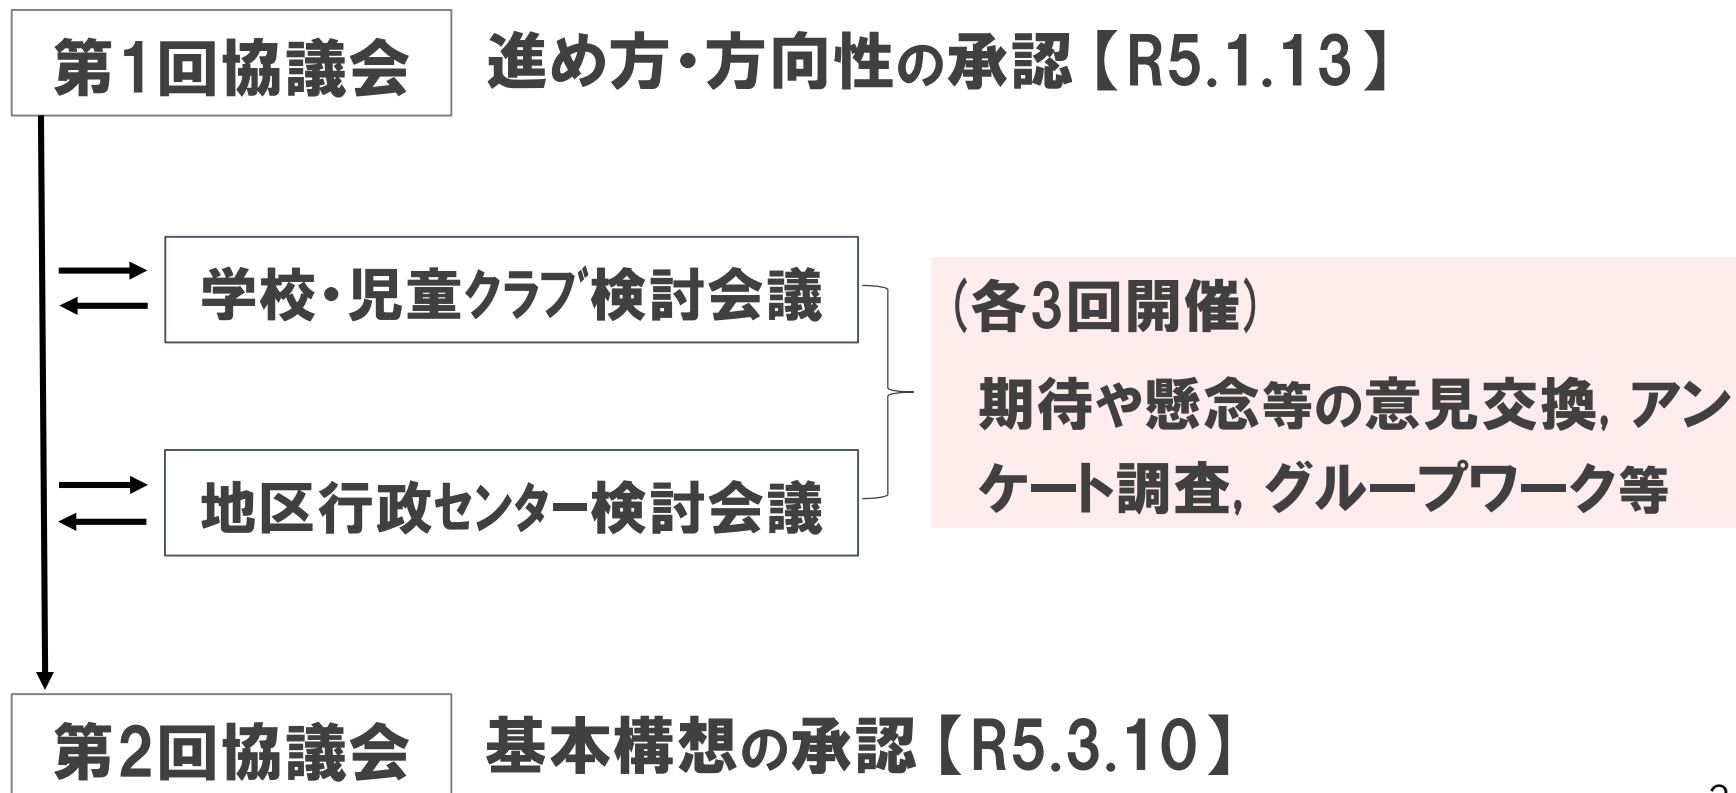 第1回協議会 進め方・方向性の承認【R5.1.13】
学校・児童クラブ検討会議
(各3回開催)
期待や懸念等の意見交換,アン
ケート調査,グループワーク等
地区行政センター検討会議
第2回協議会 基本構想の承認【R5.3.10】